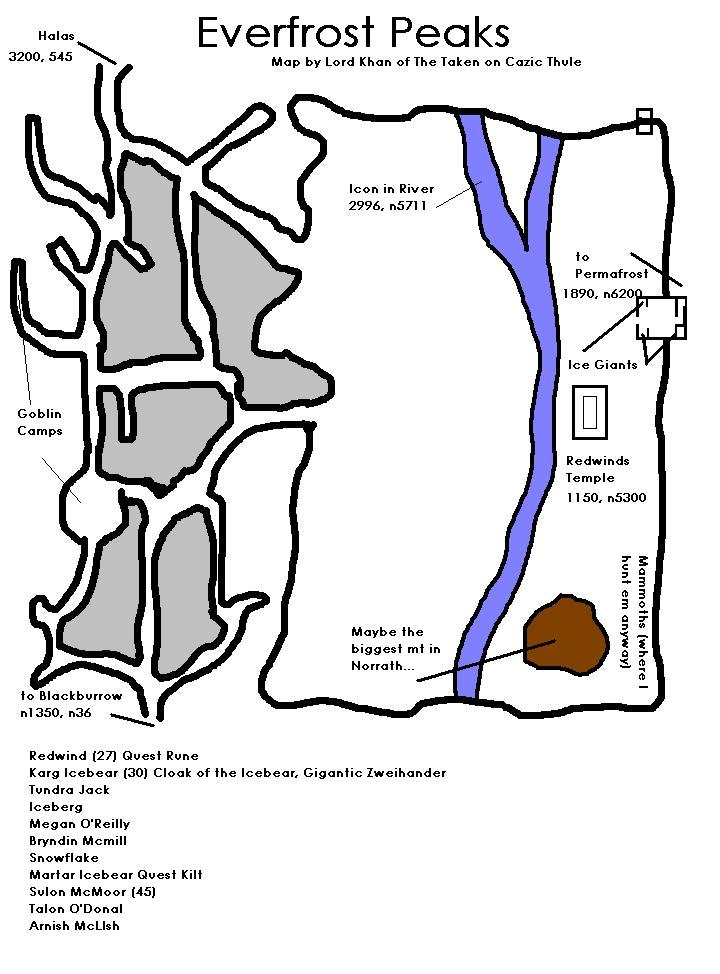 Everfrost Peaks
Map by Lord Khan of The Taken on Cazic Thule
Halas
3200, 545
Icon in River
2996, n5711
to
Permafrost
1890, n6200
Ice Giants
Goblin
Camps
Redwinds
Temple
1150, n5300
Mammoths (where I
hunt em anyway)
Maybe the
biggest mt in
Norrath...
to Blackburrow
n1350, n36
Redwind (27) Quest Rune
Karg Icebear (30) Cloak of the Icebear, Gigantic Zweihander
Tundra Jack
Iceberg
Megan O'Reilly
Bryndin Mcmill
Snowflake
Martar Icebear Quest Kilt
Sulon McMoor (45)
Talon O'Donal
Arnish McLIsh